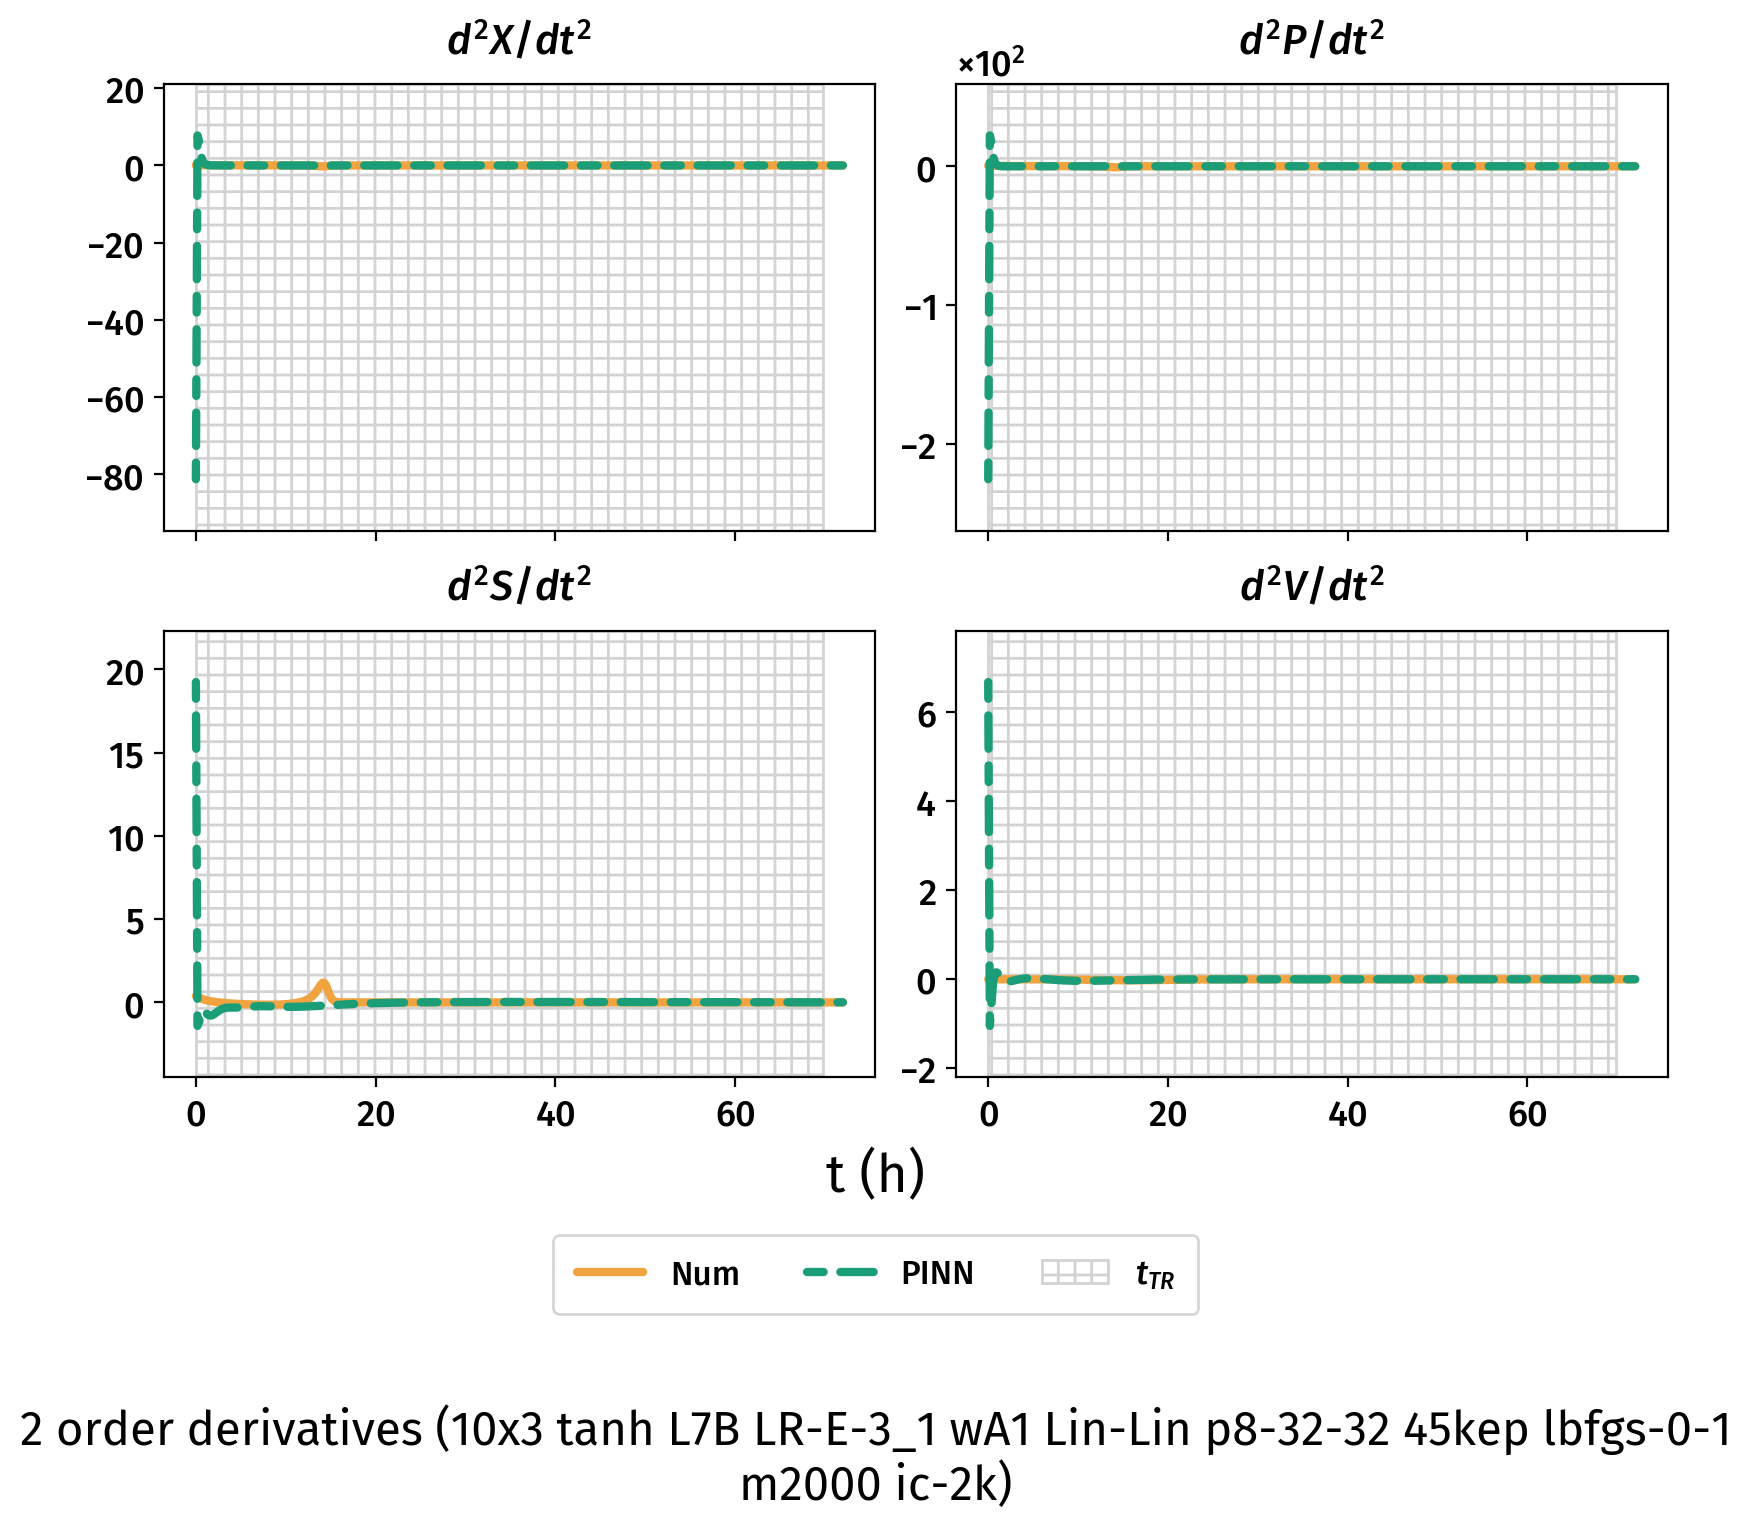 d²X/dt²
d²P/dt²
×10²
20
0
−20
−40
−60
−80
0
−1
−2
d²S/dt²
d²V/dt²
20
15
10
5
0
6
4
2
0
−2
0 20 40 60
0 20 40 60
t (h)
Num PINN t_TR
2 order derivatives (10x3 tanh L7B LR-E-3_1 wA1 Lin-Lin p8-32-32 45kep lbfgs-0-1
m2000 ic-2k)